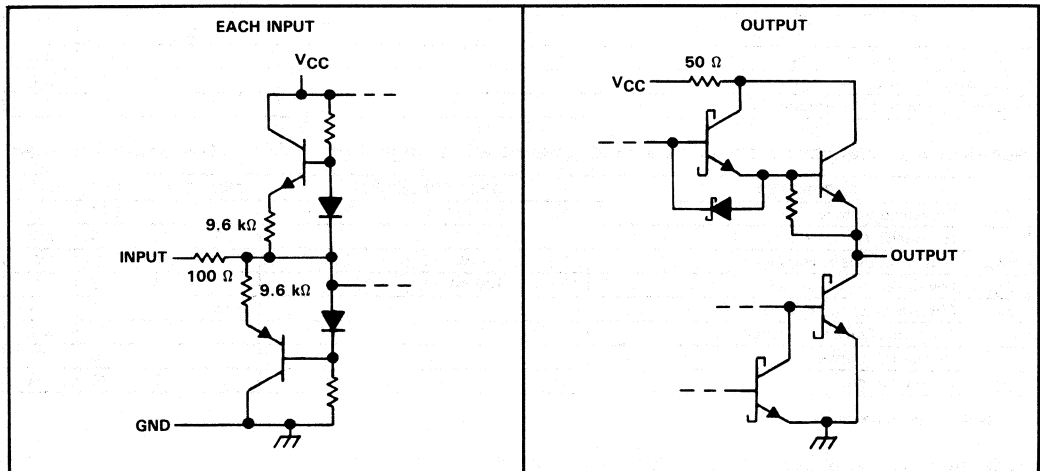 EACH INPUT
VCC
9.6 kΩ
INPUT
100 Ω
9.6 kΩ
GND
OUTPUT
50 Ω
VCC
OUTPUT